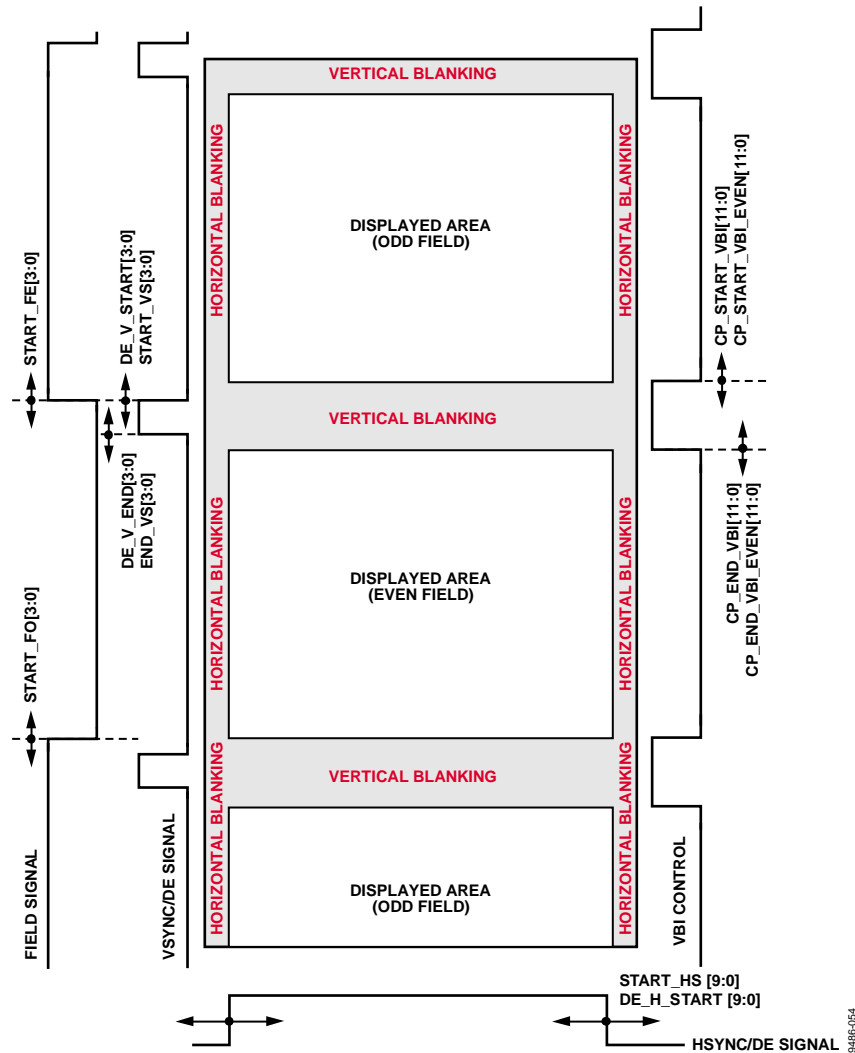 VERTICAL BLANKING
HORIZONTAL BLANKING
HORIZONTAL BLANKING
DISPLAYED AREA
(ODD FIELD)
START_FE[3:0]
DE_V_START[3:0]
START_VS[3:0]
CP_START_VBI[11:0]
CP_START_VBI_EVEN[11:0]
VERTICAL BLANKING
DE_V_END[3:0]
END_VS[3:0]
HORIZONTAL BLANKING
HORIZONTAL BLANKING
CP_END_VBI[11:0]
CP_END_VBI_EVEN[11:0]
DISPLAYED AREA
(EVEN FIELD)
START_FO[3:0]
VERTICAL BLANKING
HORIZONTAL BLANKING
HORIZONTAL BLANKING
FIELD SIGNAL
VSYNC/DE SIGNAL
DISPLAYED AREA
(ODD FIELD)
VBI CONTROL
START_HS [9:0]
DE_H_START [9:0]
HSYNC/DE SIGNAL
9486-054